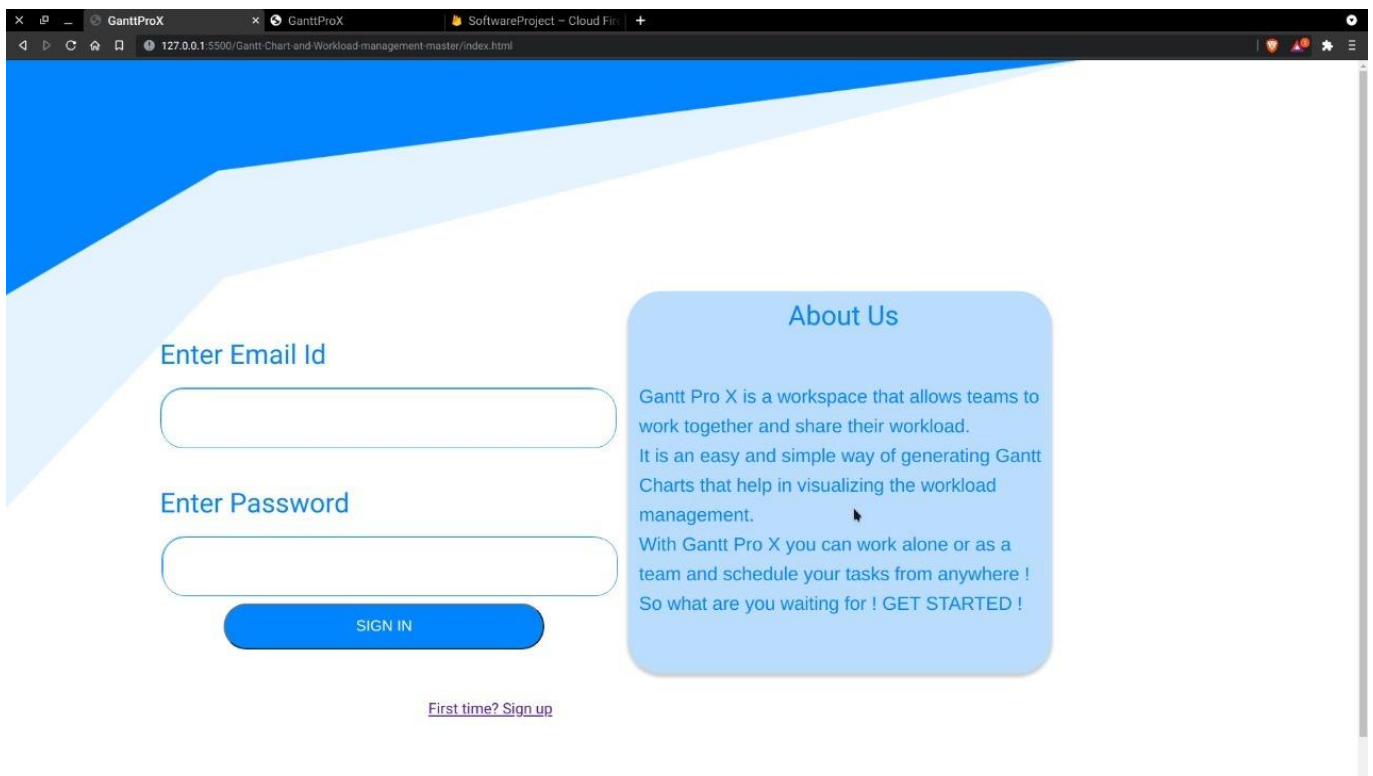 GanttProX
GanttProX
SoftwareProject – Cloud Fir
127.0.0.1:5500/Gantt-Chart-and-Workload-management-master/index.html
About Us
Enter Email Id
Enter Password
SIGN IN
First time? Sign up
Gantt Pro X is a workspace that allows teams to
work together and share their workload.
It is an easy and simple way of generating Gantt
Charts that help in visualizing the workload
management.
With Gantt Pro X you can work alone or as a
team and schedule your tasks from anywhere !
So what are you waiting for ! GET STARTED !